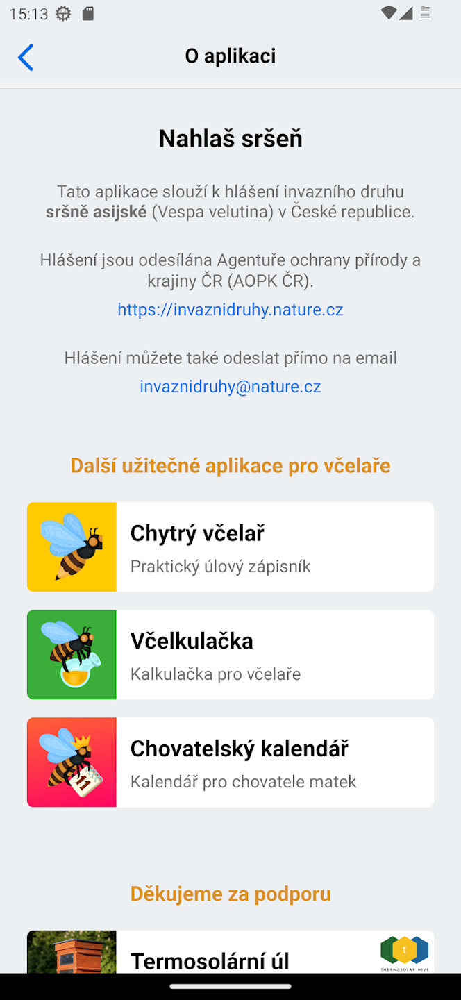 15:13
O aplikaci
Nahlaš sršeň
Tato aplikace slouží k hlášení invazního druhu
sršně asijské (Vespa velutina) v České republice.
Hlášení jsou odesílána Agentuře ochrany přírody a
krajiny ČR (AOPK ČR).
https://invaznidruhy.nature.cz
Hlášení můžete také odeslat přímo na email
invaznidruhy@nature.cz
Další užitečné aplikace pro včelaře
Chytrý včelař
Praktický úlový zápisník
Včelkulačka
Kalkulačka pro včelaře
11
Chovatelský kalendář
Kalendář pro chovatele matek
Děkujeme za podporu
Termosolární úl
t
THERMOSOLAR HIVE